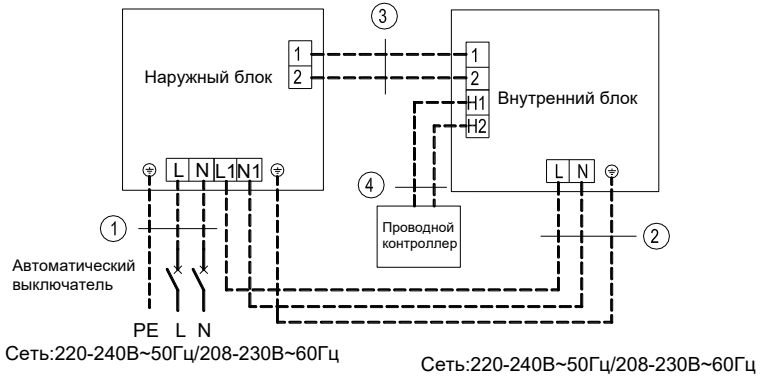 3
Наружный блок
1
2
1
2
H1
H2
Внутренний блок
L N L1 N1
L N
4
Проводной
контроллер
1
2
Автоматический
выключатель
PE L N
Сеть:220-240В~50Гц/208-230В~60Гц
Сеть:220-240В~50Гц/208-230В~60Гц